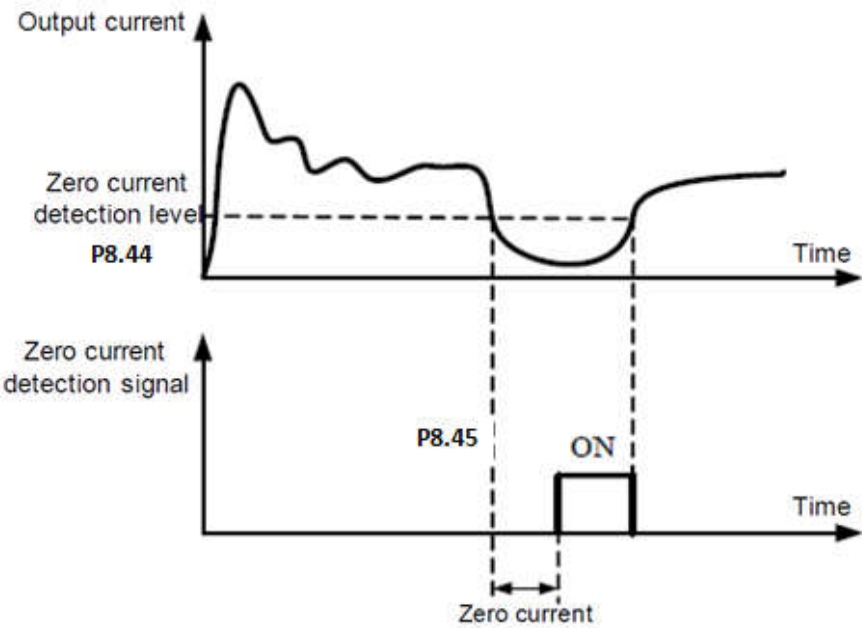 Output current
Zero current
detection level
P8.44
Time
Zero current
detection signal
P8.45
ON
Time
Zero current